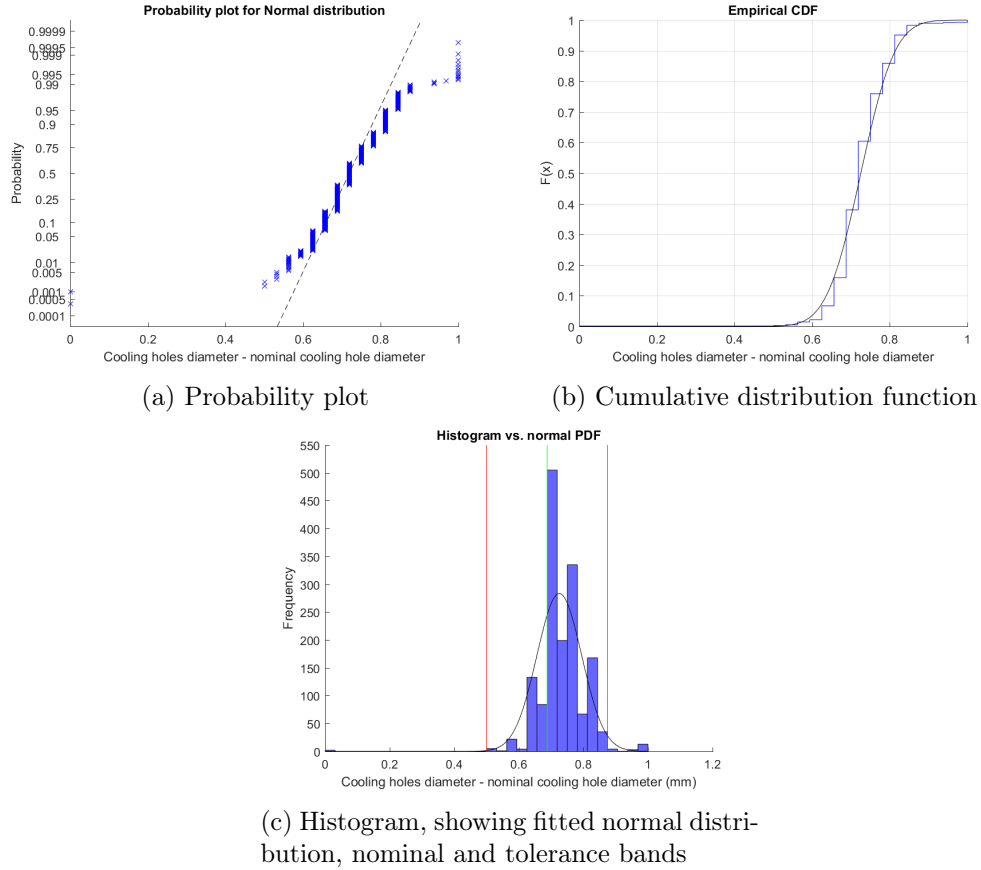 Probability plot for Normal distribution
0.9999
0.9995
0.999
0.995
0.99
0.95
0.9
0.75
0.5
0.25
0.1
0.05
0.01
0.005
0.001
0.0005
0.0001
Probability
0 0.2 0.4 0.6 0.8 1
Cooling holes diameter - nominal cooling hole diameter
(a) Probability plot
Empirical CDF
1
0.9
0.8
0.7
0.6
0.5
0.4
0.3
0.2
0.1
0
F(x)
0 0.2 0.4 0.6 0.8 1
Cooling holes diameter - nominal cooling hole diameter
(b) Cumulative distribution function
Histogram vs. normal PDF
550
500
450
400
350
300
250
200
150
100
50
0
Frequency
0 0.2 0.4 0.6 0.8 1 1.2
Cooling holes diameter - nominal cooling hole diameter (mm)
(c) Histogram, showing fitted normal distri-
bution, nominal and tolerance bands